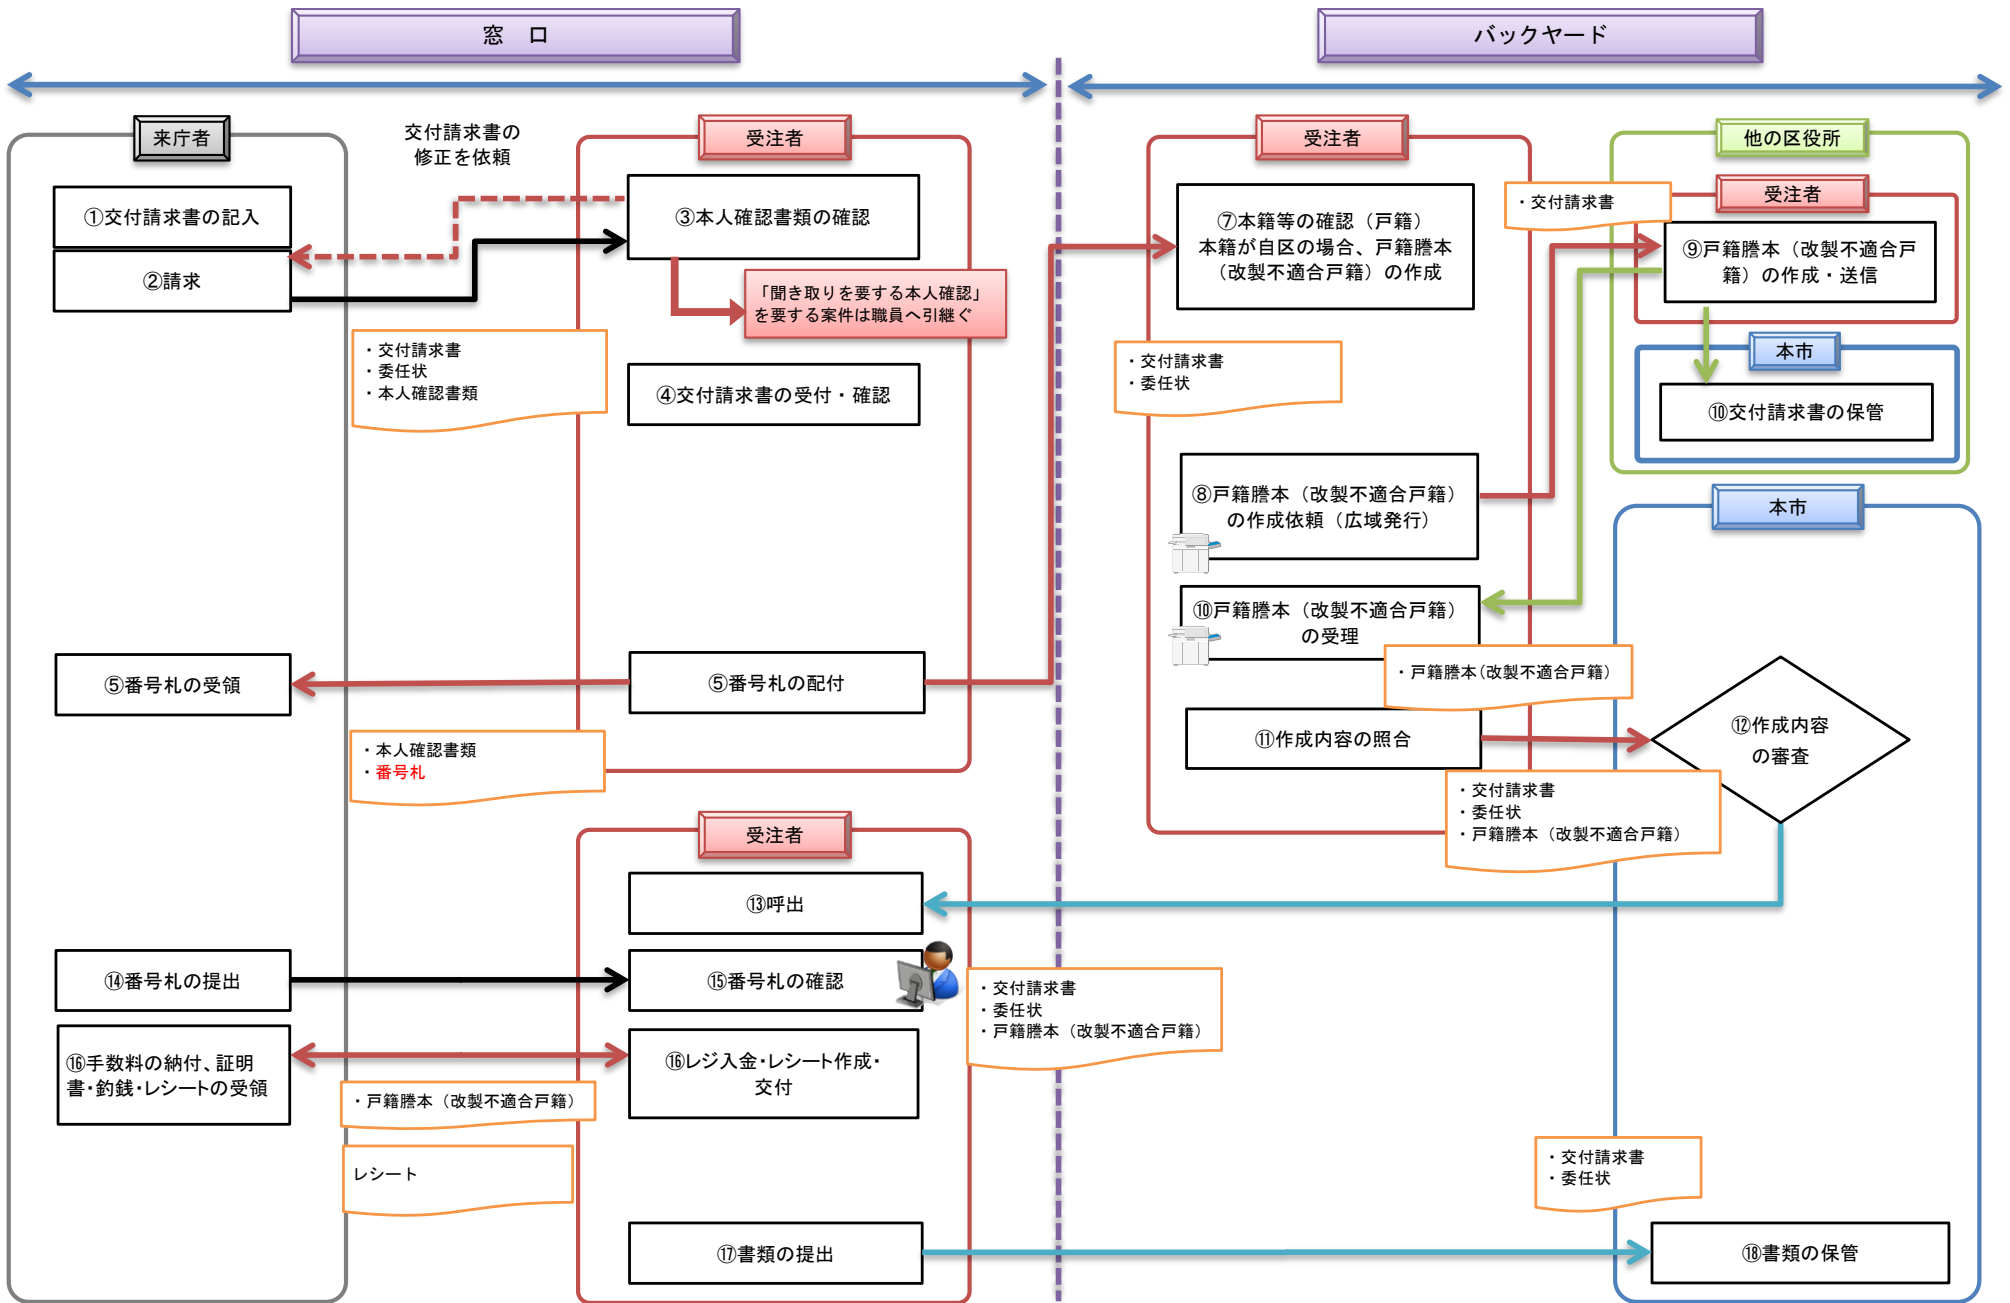 窓　口
バックヤード
来庁者
交付請求書の
修正を依頼
受注者
受注者
他の区役所
受注者
①交付請求書の記入
②請求
③本人確認書類の確認
「聞き取りを要する本人確認」
を要する案件は職員へ引継ぐ
・交付請求書
・委任状
・本人確認書類
④交付請求書の受付・確認
⑦本籍等の確認（戸籍）
本籍が自区の場合、戸籍謄本
（改製不適合戸籍）の作成
・交付請求書
⑨戸籍謄本（改製不適合戸
籍）の作成・送信
・交付請求書
・委任状
本市
⑩交付請求書の保管
⑧戸籍謄本（改製不適合戸籍）
の作成依頼（広域発行）
本市
⑩戸籍謄本（改製不適合戸籍）
の受理
・戸籍謄本（改製不適合戸籍）
⑤番号札の受領
⑤番号札の配付
・本人確認書類
・番号札
⑪作成内容の照合
⑫作成内容
の審査
・交付請求書
・委任状
・戸籍謄本（改製不適合戸籍）
受注者
⑬呼出
⑭番号札の提出
⑮番号札の確認
・交付請求書
・委任状
・戸籍謄本（改製不適合戸籍）
⑯手数料の納付、証明
書・釣銭・レシートの受領
⑯レジ入金・レシート作成・
交付
・戸籍謄本（改製不適合戸籍）
レシート
・交付請求書
・委任状
⑰書類の提出
⑱書類の保管